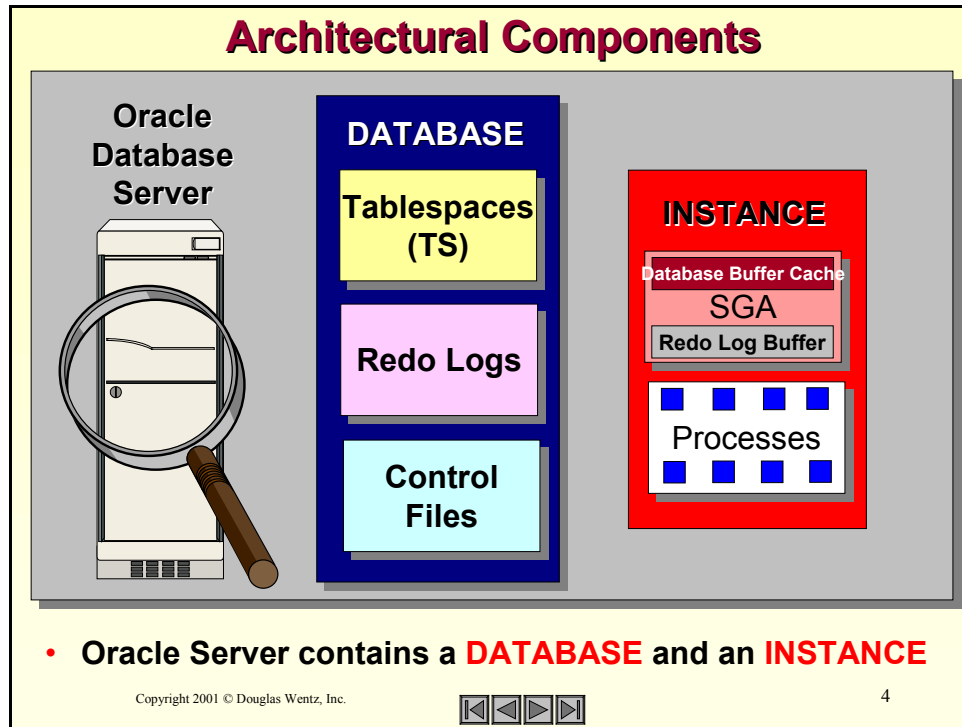 Architectural Components
Oracle
Database
Server
DATABASE
Tablespaces
(TS)
Redo Logs
Control
Files
INSTANCE
Database Buffer Cache
SGA
Redo Log Buffer
Processes
• Oracle Server contains a DATABASE and an INSTANCE
Copyright 2001 © Douglas Wentz, Inc.
4